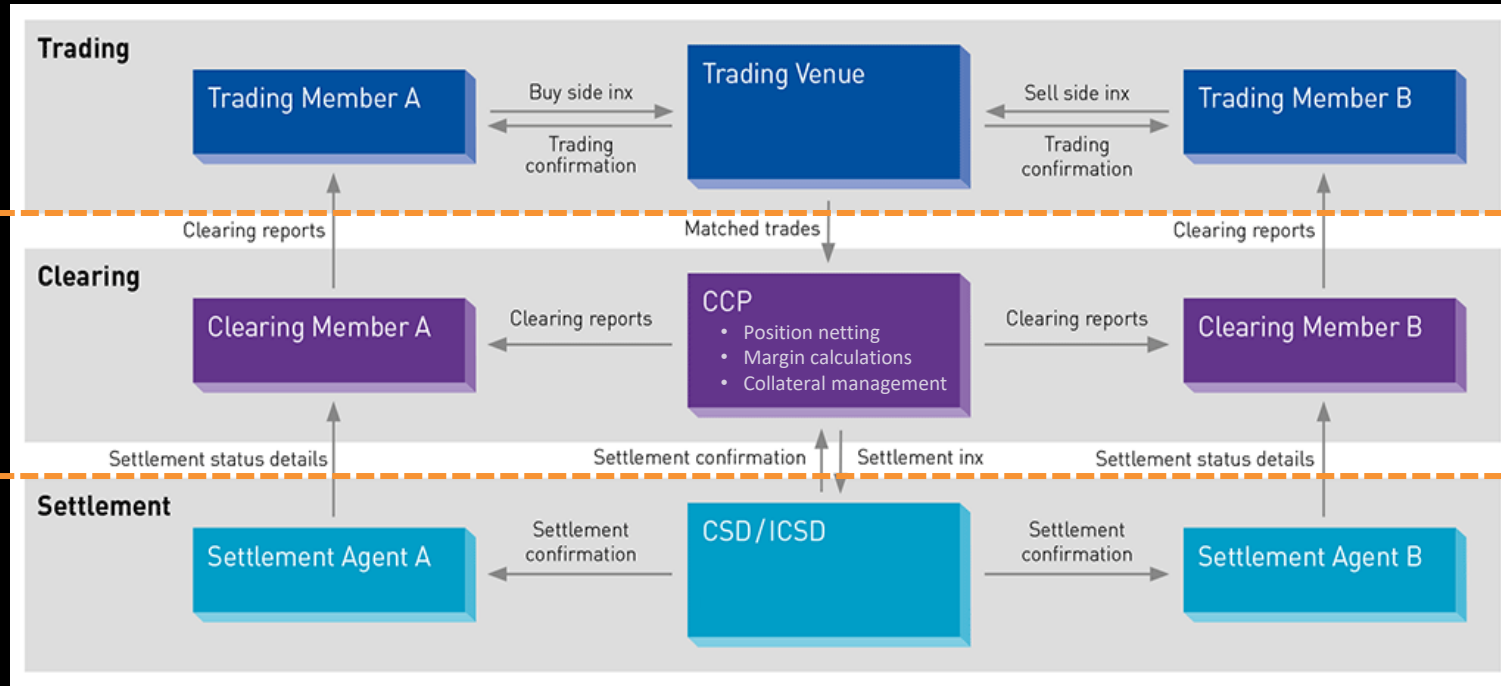 Trading
Trading Member A
Buy side inx
Trading
confirmation
Trading Venue
Sell side inx
Trading
confirmation
Trading Member B
Clearing reports
Matched trades
Clearing reports
Clearing
Clearing Member A
Clearing reports
CCP
• Position netting
• Margin calculations
• Collateral management
Clearing reports
Clearing Member B
Settlement status details
Settlement confirmation
Settlement inx
Settlement status details
Settlement
Settlement Agent A
Settlement
confirmation
CSD/ICSD
Settlement
confirmation
Settlement Agent B